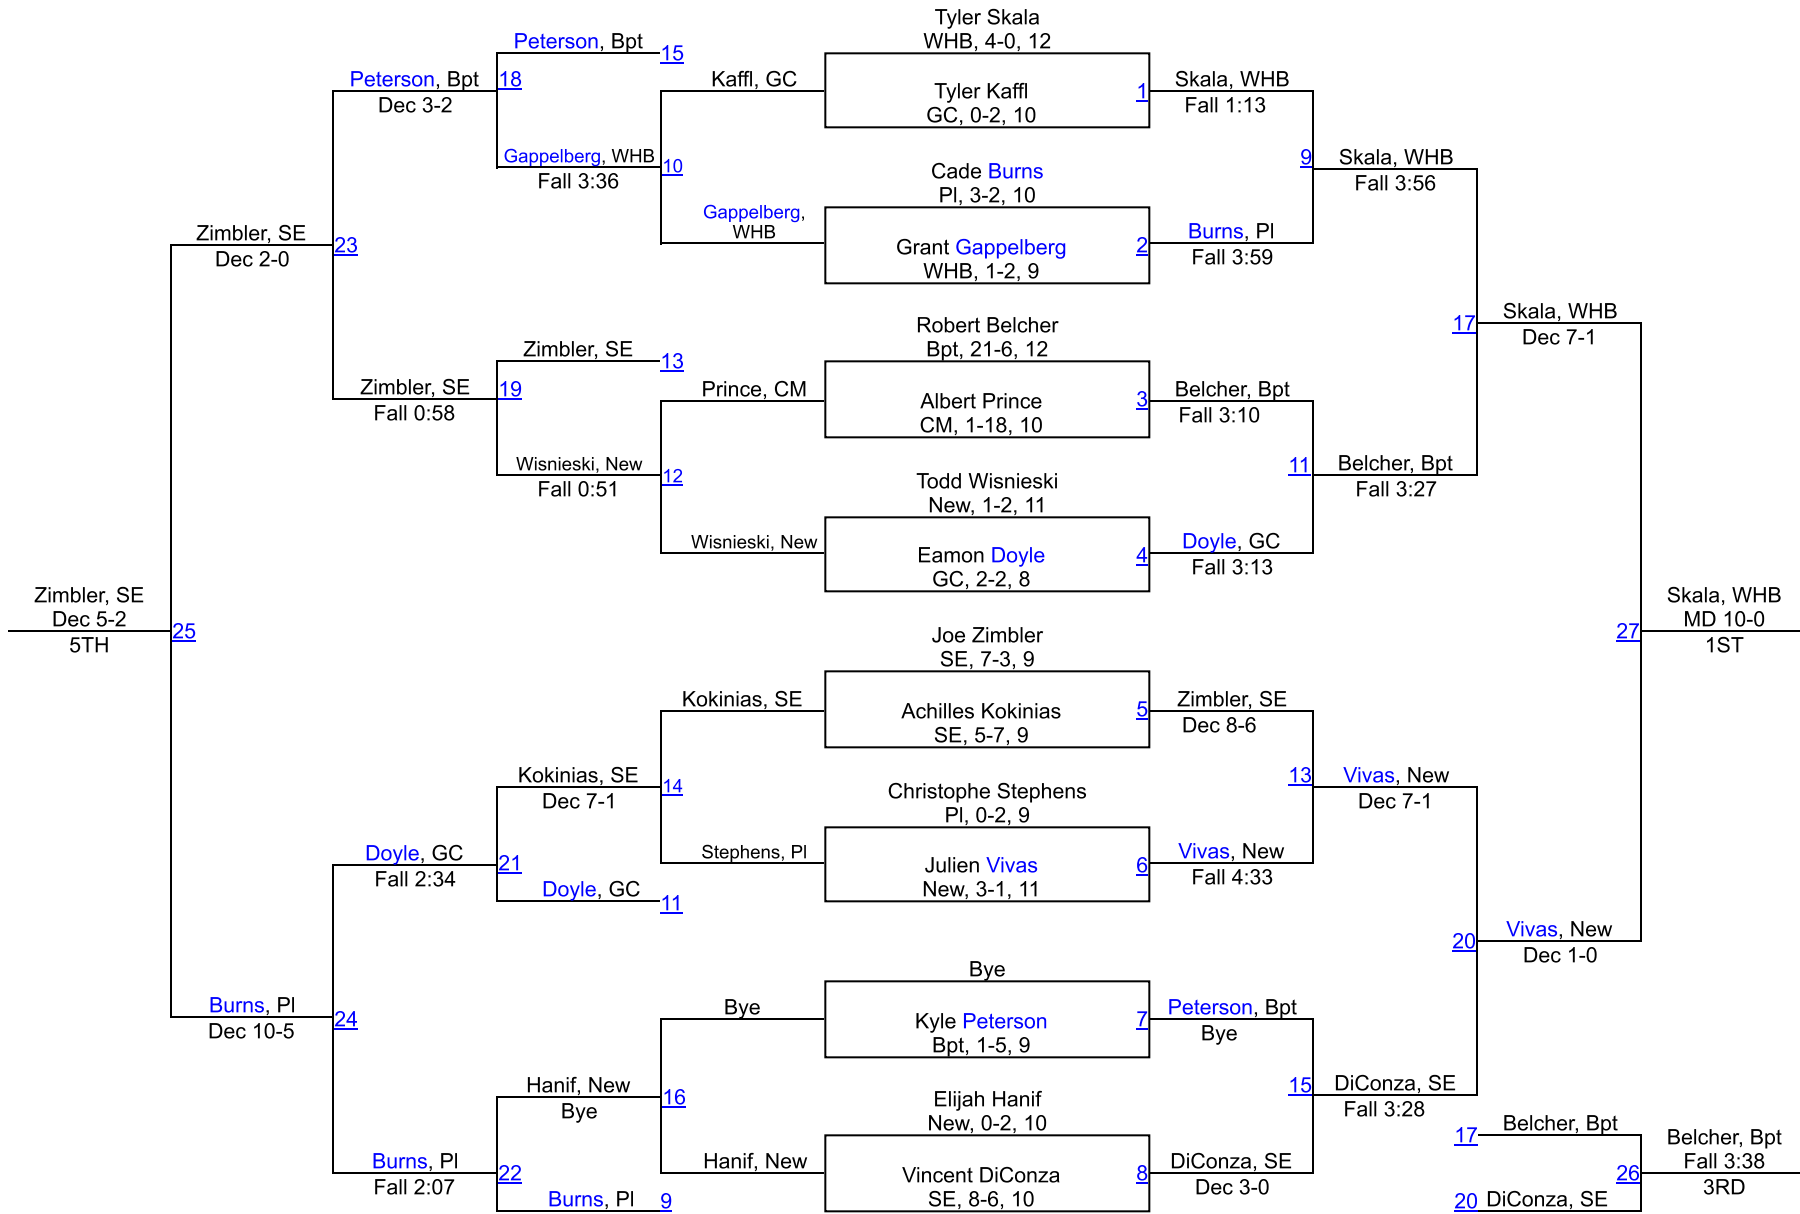 Tyler Skala
WHB, 4-0, 12
Tyler Kaffl
GC, 0-2, 10
1
Cade Burns
Pl, 3-2, 10
Grant Gappelberg
WHB, 1-2, 9
2
Robert Belcher
Bpt, 21-6, 12
Albert Prince
CM, 1-18, 10
3
Todd Wisnieski
New, 1-2, 11
Eamon Doyle
GC, 2-2, 8
4
Joe Zimbler
SE, 7-3, 9
Achilles Kokinias
SE, 5-7, 9
5
Christophe Stephens
Pl, 0-2, 9
Julien Vivas
New, 3-1, 11
6
Bye
Kyle Peterson
Bpt, 1-5, 9
7
Elijah Hanif
New, 0-2, 10
Vincent DiConza
SE, 8-6, 10
8
Skala, WHB
Fall 1:13
9
Burns, Pl
Fall 3:59
Belcher, Bpt
Fall 3:10
11
Doyle, GC
Fall 3:13
Zimbler, SE
Dec 8-6
13
Vivas, New
Fall 4:33
Peterson, Bpt
Bye
15
DiConza, SE
Dec 3-0
Skala, WHB
Fall 3:56
17
Belcher, Bpt
Fall 3:27
Vivas, New
Dec 7-1
20
DiConza, SE
Fall 3:28
Skala, WHB
Dec 7-1
27
Vivas, New
Dec 1-0
Skala, WHB
MD 10-0
1ST
17
Belcher, Bpt
26
20
DiConza, SE
Belcher, Bpt
Fall 3:38
3RD
Kaffl, GC
10
Gappelberg,
WHB
Prince, CM
12
Wisnieski, New
Kokinias, SE
14
Stephens, Pl
Bye
16
Hanif, New
Peterson, Bpt
15
18
Gappelberg, WHB
Fall 3:36
Zimbler, SE
13
19
Wisnieski, New
Fall 0:51
Kokinias, SE
Dec 7-1
21
Doyle, GC
11
Hanif, New
Bye
22
Burns, Pl
9
Peterson, Bpt
Dec 3-2
23
Zimbler, SE
Fall 0:58
Doyle, GC
Fall 2:34
24
Burns, Pl
Fall 2:07
Zimbler, SE
Dec 2-0
25
Burns, Pl
Dec 10-5
Zimbler, SE
Dec 5-2
5TH